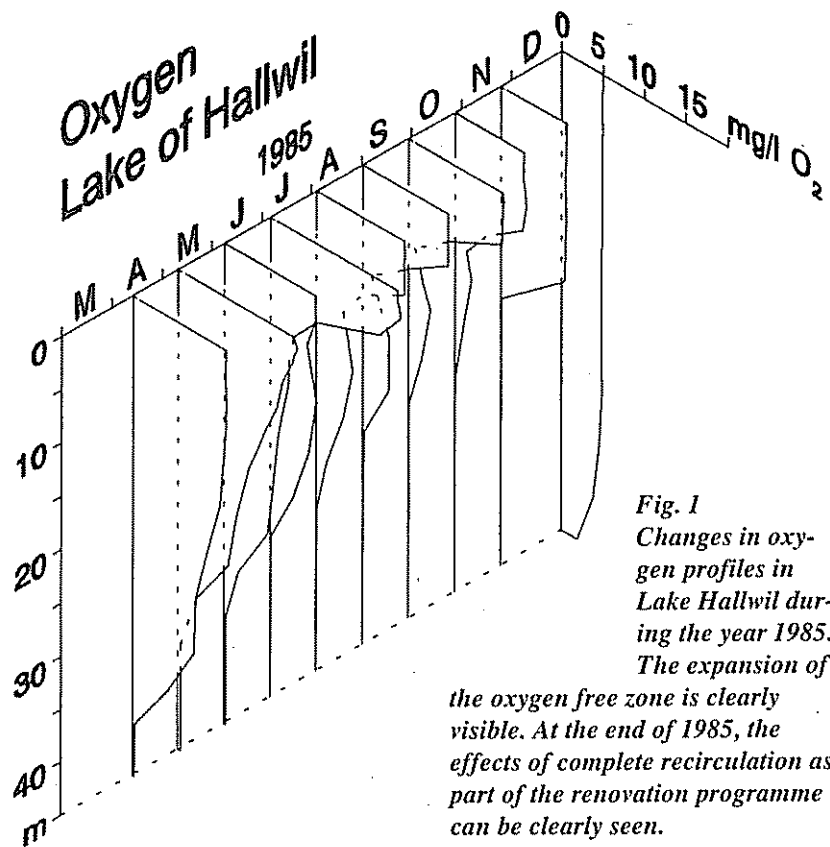 Oxygen
Lake of Hallwil
1985
M A M J J A S O N D
0 5 10 15 mg/l O₂
0
10
20
30
40
m
Fig. 1
Changes in oxy-
gen profiles in
Lake Hallwil dur-
ing the year 1985.
The expansion of
the oxygen free zone is clearly
visible. At the end of 1985, the
effects of complete recirculation as
part of the renovation programme
can be clearly seen.